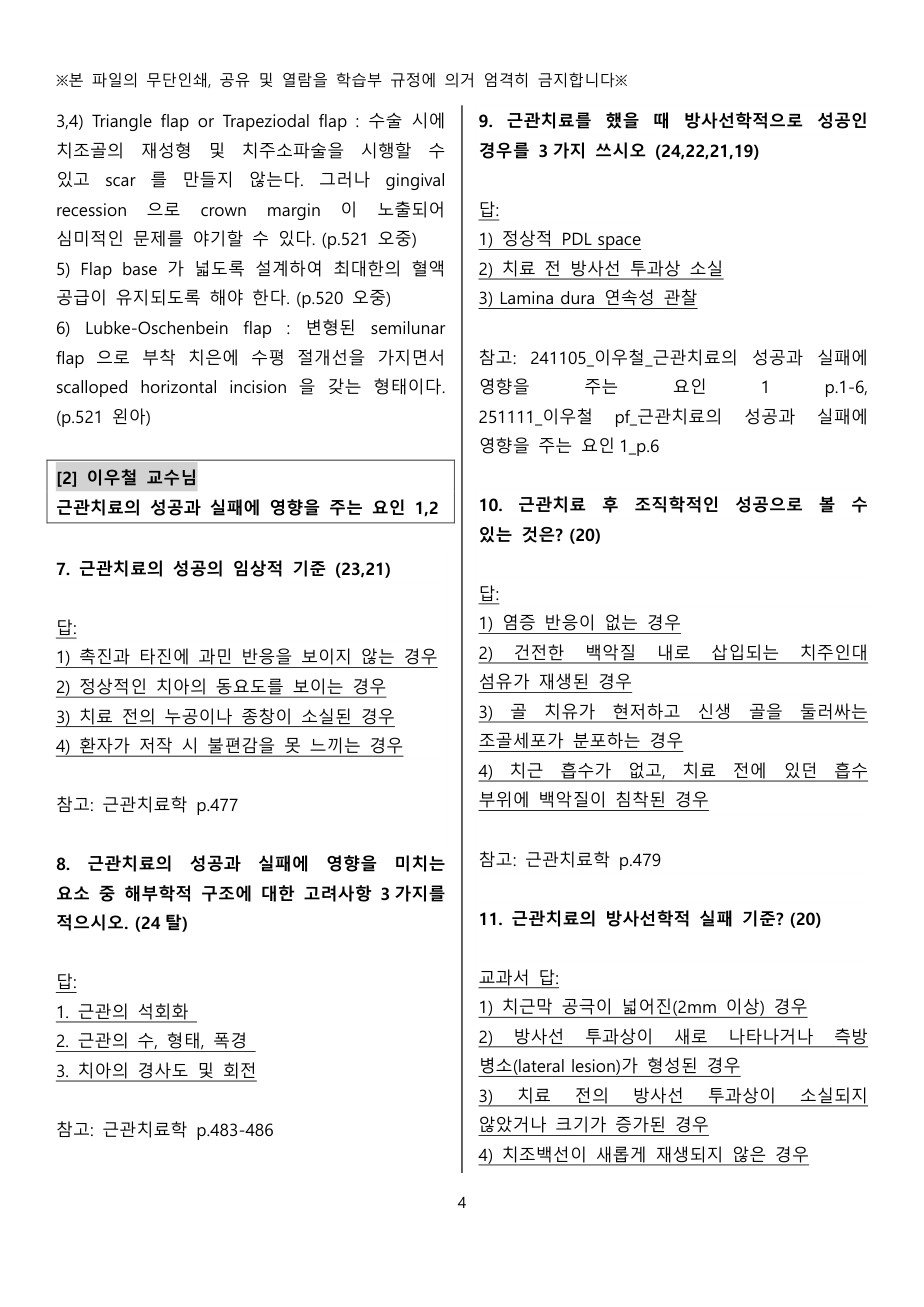 ※본 파일의 무단인쇄, 공유 및 열람을 학습부 규정에 의거 엄격히 금지합니다※
3,4) Triangle flap or Trapeziodal flap : 수술 시에
치조골의 재성형 및 치주소파술을 시행할 수
있고 scar 를 만들지 않는다. 그러나 gingival
recession 으로 crown margin 이 노출되어
심미적인 문제를 야기할 수 있다. (p.521 오중)
5) Flap base 가 넓도록 설계하여 최대한의 혈액
공급이 유지되도록 해야 한다. (p.520 오중)
6) Lubke-Oschenbein flap : 변형된 semilunar
flap 으로 부착 치은에 수평 절개선을 가지면서
scalloped horizontal incision 을 갖는 형태이다.
(p.521 왼아)
[2] 이우철 교수님
근관치료의 성공과 실패에 영향을 주는 요인 1,2
7. 근관치료의 성공의 임상적 기준 (23,21)
답:
1) 촉진과 타진에 과민 반응을 보이지 않는 경우
2) 정상적인 치아의 동요도를 보이는 경우
3) 치료 전의 누공이나 종창이 소실된 경우
4) 환자가 저작 시 불편감을 못 느끼는 경우
참고: 근관치료학 p.477
8. 근관치료의 성공과 실패에 영향을 미치는
요소 중 해부학적 구조에 대한 고려사항 3가지를
적으시오. (24탈)
답:
1. 근관의 석회화
2. 근관의 수, 형태, 폭경
3. 치아의 경사도 및 회전
참고: 근관치료학 p.483-486
9. 근관치료를 했을 때 방사선학적으로 성공인
경우를 3가지 쓰시오 (24,22,21,19)
답:
1) 정상적 PDL space
2) 치료 전 방사선 투과상 소실
3) Lamina dura 연속성 관찰
참고: 241105_이우철_근관치료의 성공과 실패에
영향을 주는 요인 1 p.1-6,
251111_이우철 pf_근관치료의 성공과 실패에
영향을 주는 요인1_p.6
10. 근관치료 후 조직학적인 성공으로 볼 수
있는 것은? (20)
답:
1) 염증 반응이 없는 경우
2) 건전한 백악질 내로 삽입되는 치주인대
섬유가 재생된 경우
3) 골 치유가 현저하고 신생 골을 둘러싸는
조골세포가 분포하는 경우
4) 치근 흡수가 없고, 치료 전에 있던 흡수
부위에 백악질이 침착된 경우
참고: 근관치료학 p.479
11. 근관치료의 방사선학적 실패 기준? (20)
교과서 답:
1) 치근막 공극이 넓어진(2mm 이상) 경우
2) 방사선 투과상이 새로 나타나거나 측방
병소(lateral lesion)가 형성된 경우
3) 치료 전의 방사선 투과상이 소실되지
않았거나 크기가 증가된 경우
4) 치조백선이 새롭게 재생되지 않은 경우
4